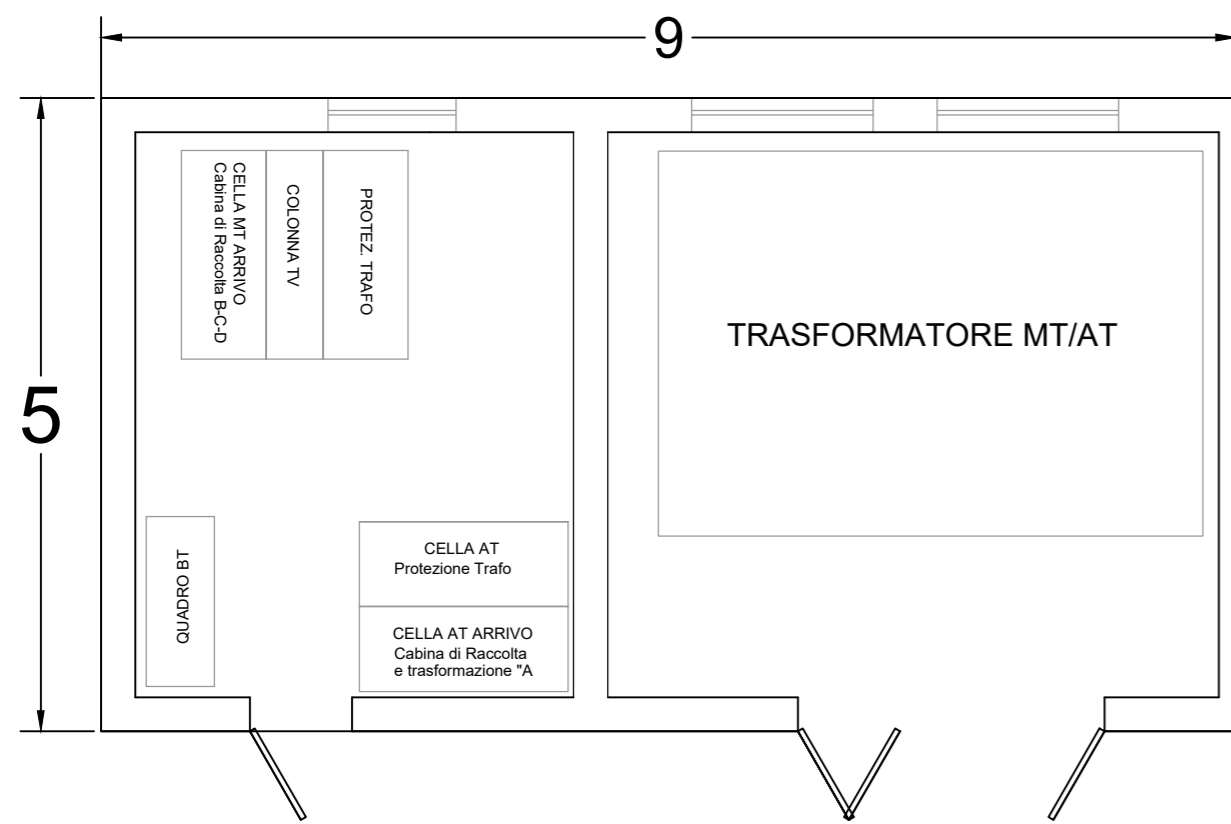 9
5
CELLA MT ARRIVO
Cabina di Raccolta B-C-D
COLONNA TV
PROTEZ. TRAFO
TRASFORMATORE MT/AT
QUADRO BT
CELLA AT
Protezione Trafo
CELLA AT ARRIVO
Cabina di Raccolta
e trasformazione "A